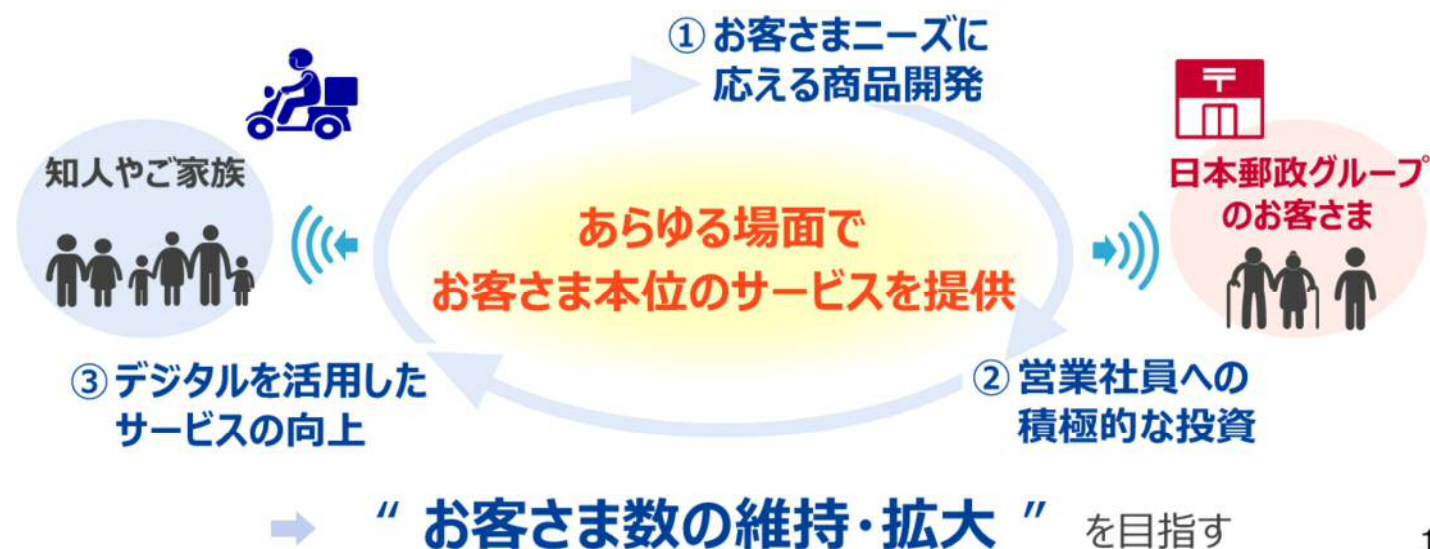 ① お客さまニーズに
応える商品開発
知人やご家族
日本郵政グループ
のお客さま
あらゆる場面で
お客さま本位のサービスを提供
② 営業社員への
積極的な投資
③ デジタルを活用した
サービスの向上
“ お客さま数の維持・拡大 ” を目指す